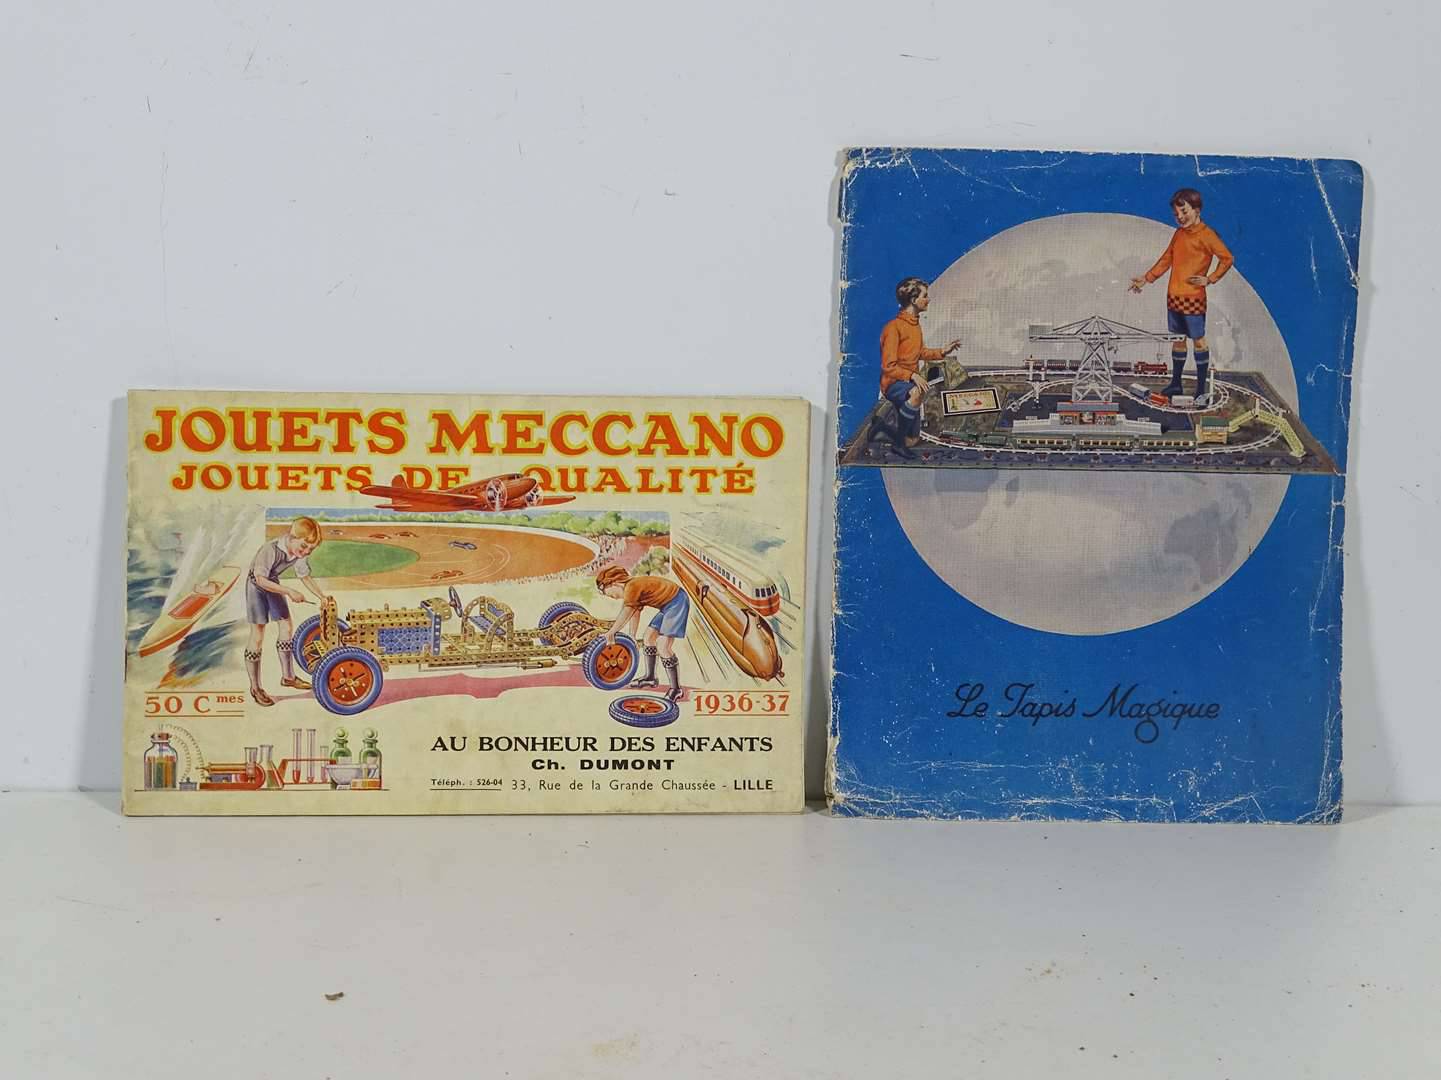 JOUETS MECCANO
JOUETS DE QUALITÉ
50 Cmes
1936-37
AU BONHEUR DES ENFANTS
Ch. DUMONT
Téléph. : 526-04 33, Rue de la Grande Chaussée - LILLE
MECCANO
Le Tapis Magique